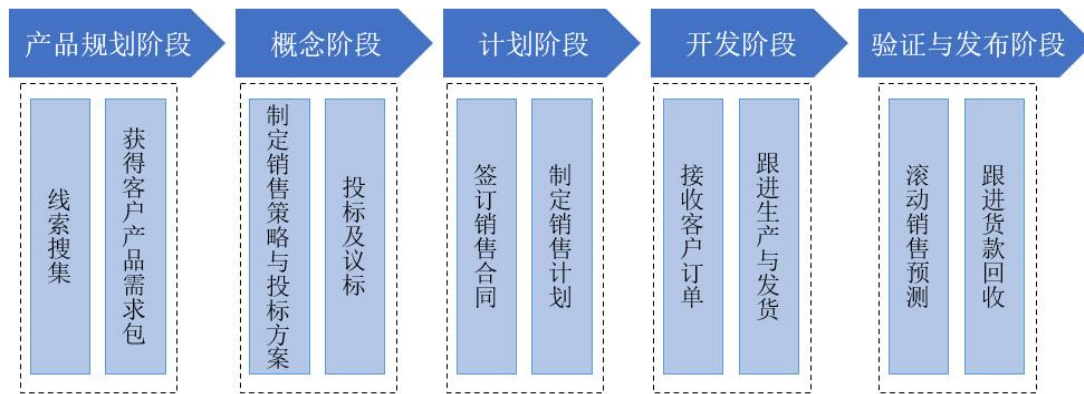 产品规划阶段
概念阶段
计划阶段
开发阶段
验证与发布阶段
线索搜集
获得客户产品需求包
制定销售策略与投标方案
投标及议标
签订销售合同
制定销售计划
接收客户订单
跟进生产与发货
滚动销售预测
跟进货款回收